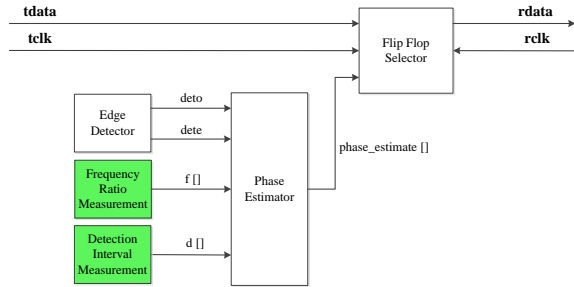 tdata
rdata
tclk
rclk
Flip Flop
Selector
Edge
Detector
deto
dete
Frequency
Ratio
Measurement
f []
Phase
Estimator
phase_estimate []
Detection
Interval
Measurement
d []